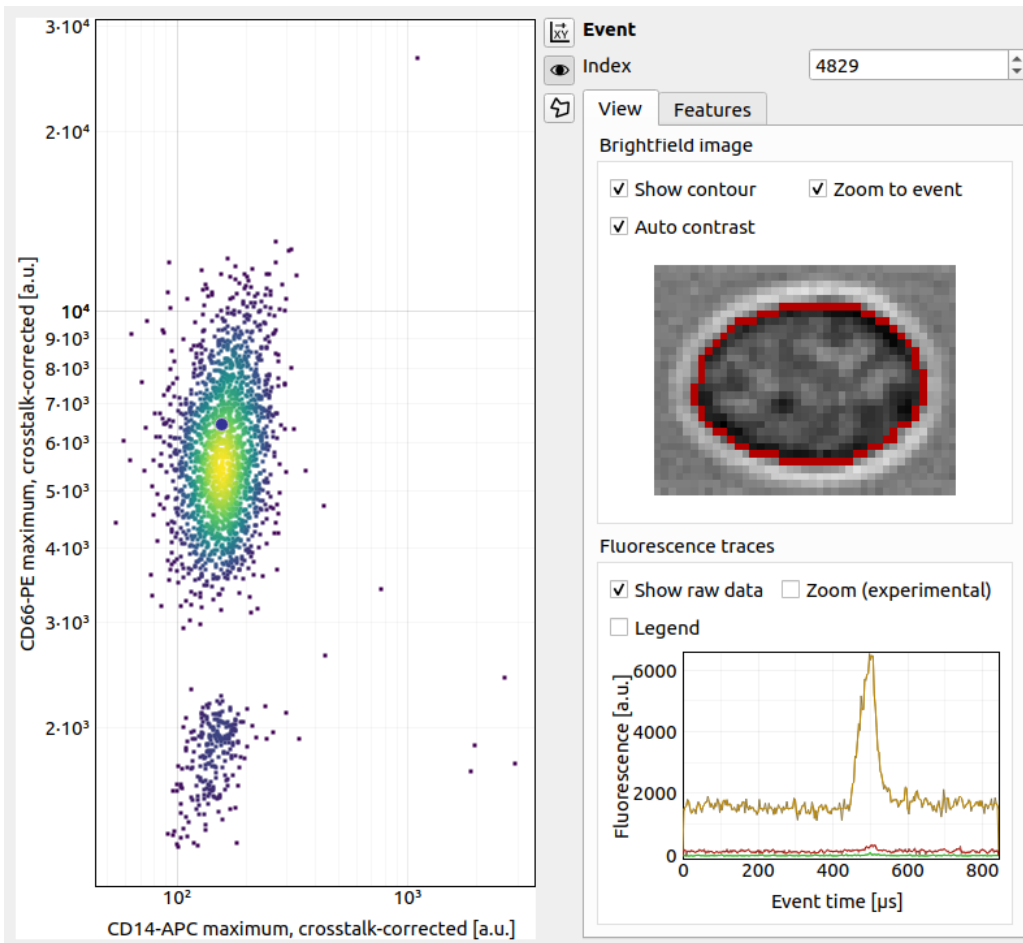 3·10⁴
2·10⁴
10⁴
9·10³
8·10³
7·10³
6·10³
5·10³
4·10³
3·10³
2·10³
CD66-PE maximum, crosstalk-corrected [a.u.]
10² 10³
CD14-APC maximum, crosstalk-corrected [a.u.]
XY
Event
Index 4829
View Features
Brightfield image
Show contour Zoom to event
Auto contrast
Fluorescence traces
Show raw data Zoom (experimental)
Legend
6000
4000
2000
0
Fluorescence [a.u.]
0 200 400 600 800
Event time [µs]